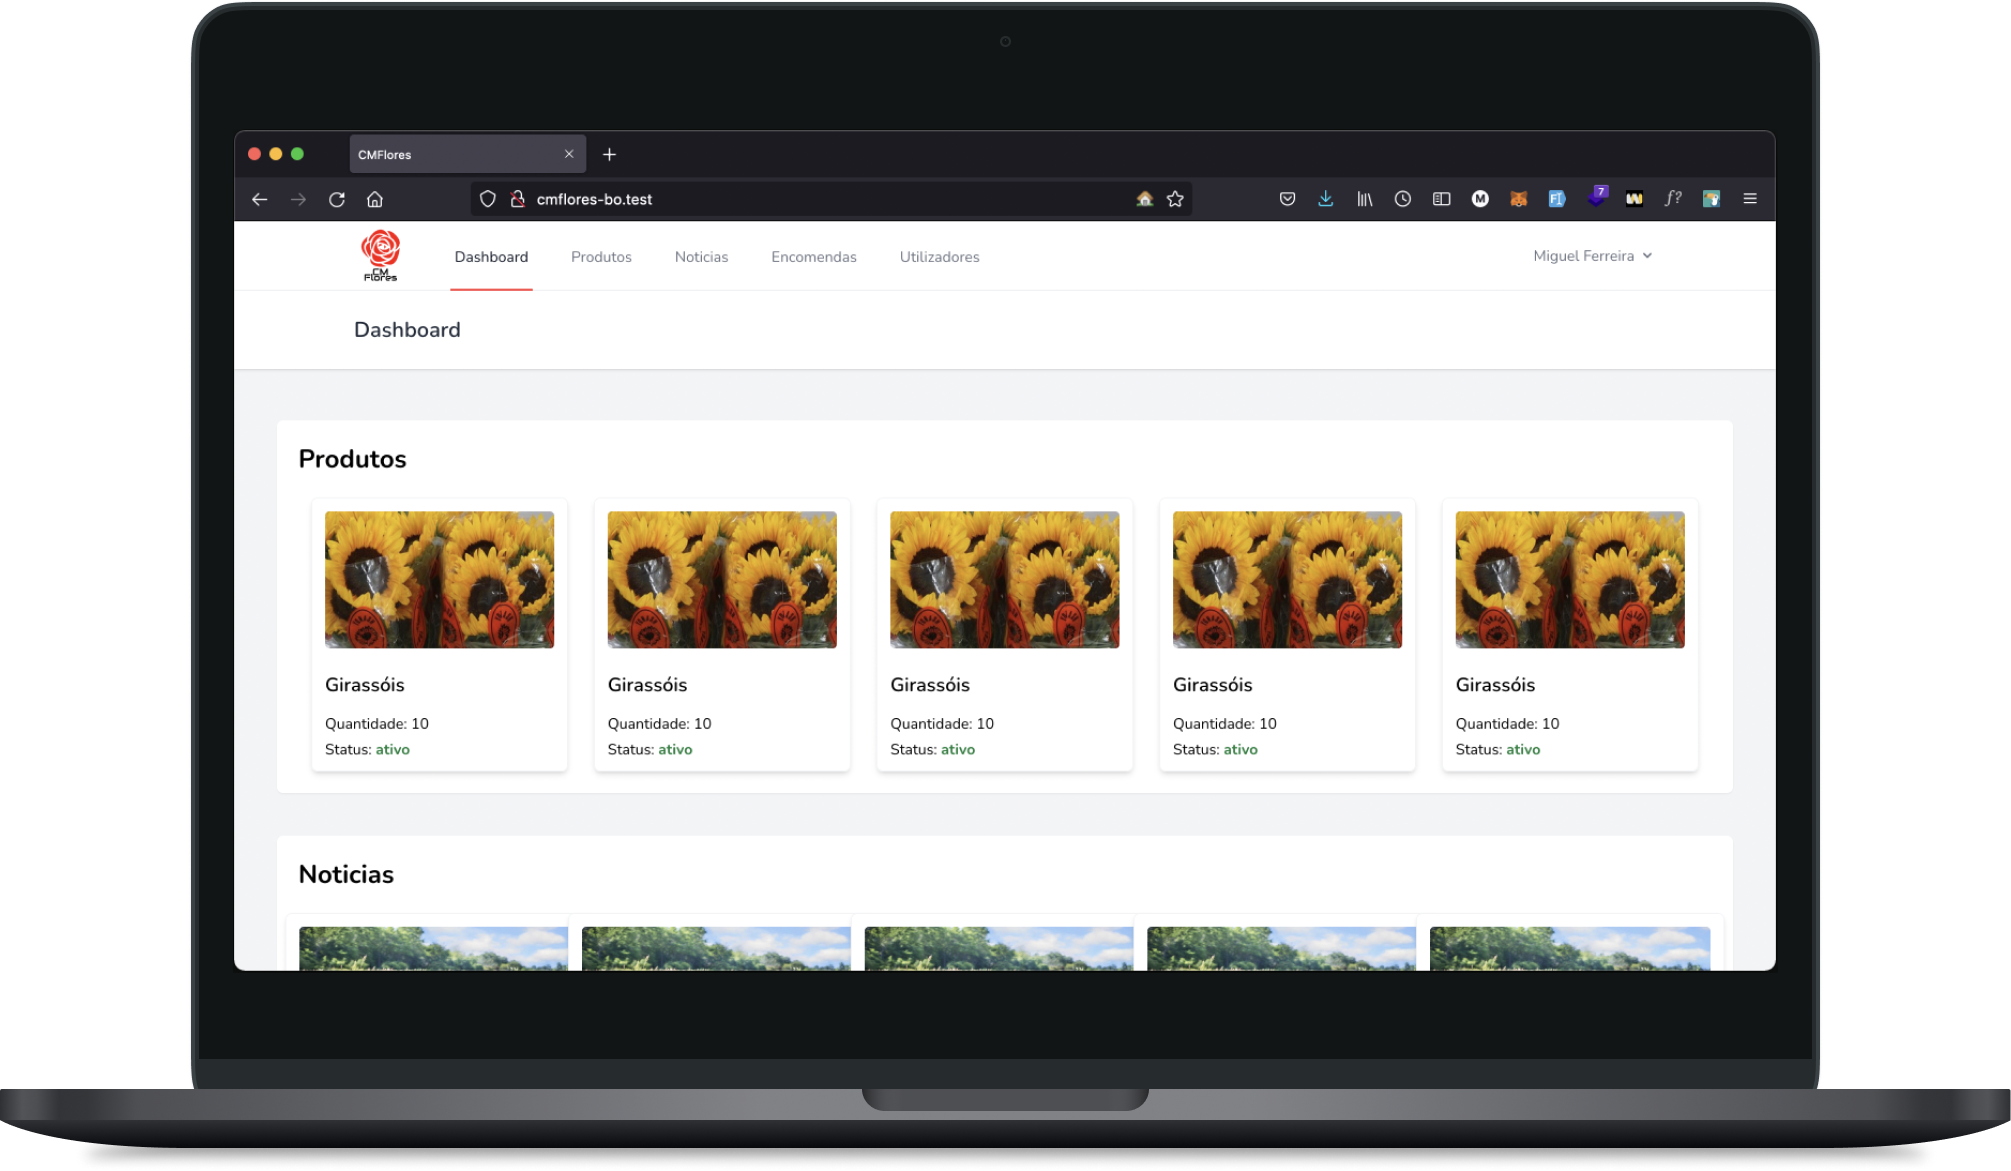 CMFlores
cmflores-bo.test
7
CM
Flores
Dashboard
Produtos
Noticias
Encomendas
Utilizadores
Miguel Ferreira
Dashboard
Produtos
Girassóis
Quantidade: 10
Status: ativo
Girassóis
Quantidade: 10
Status: ativo
Girassóis
Quantidade: 10
Status: ativo
Girassóis
Quantidade: 10
Status: ativo
Girassóis
Quantidade: 10
Status: ativo
Noticias